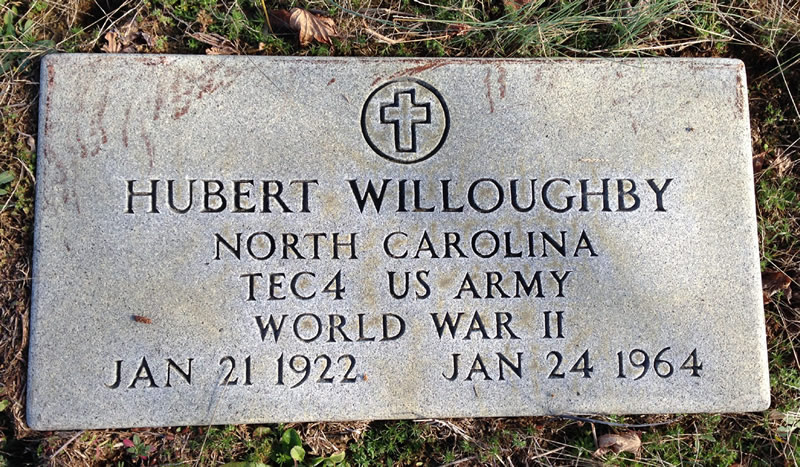 HUBERT WILLOUGHBY
NORTH CAROLINA
TEC4 US ARMY
WORLD WAR II
JAN 21 1922 JAN 24 1964